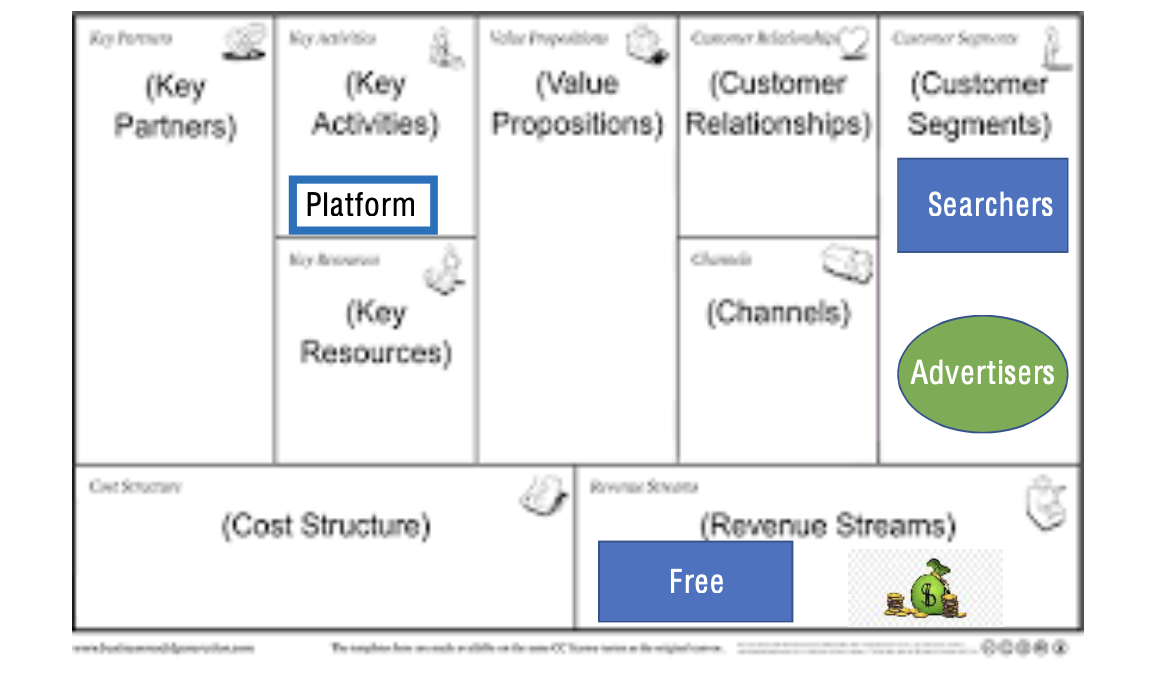 Key Partners
(Key
Partners)
Key Activities
(Key
Activities)
Platform
Key Resources
(Key
Resources)
Value Propositions
(Value
Propositions)
Customer Relationships
(Customer
Relationships)
Channels
(Channels)
Customer Segments
(Customer
Segments)
Searchers
Advertisers
Cost Structure
(Cost Structure)
Revenue Streams
(Revenue Streams)
Free
$
www.businessmodelgeneration.com